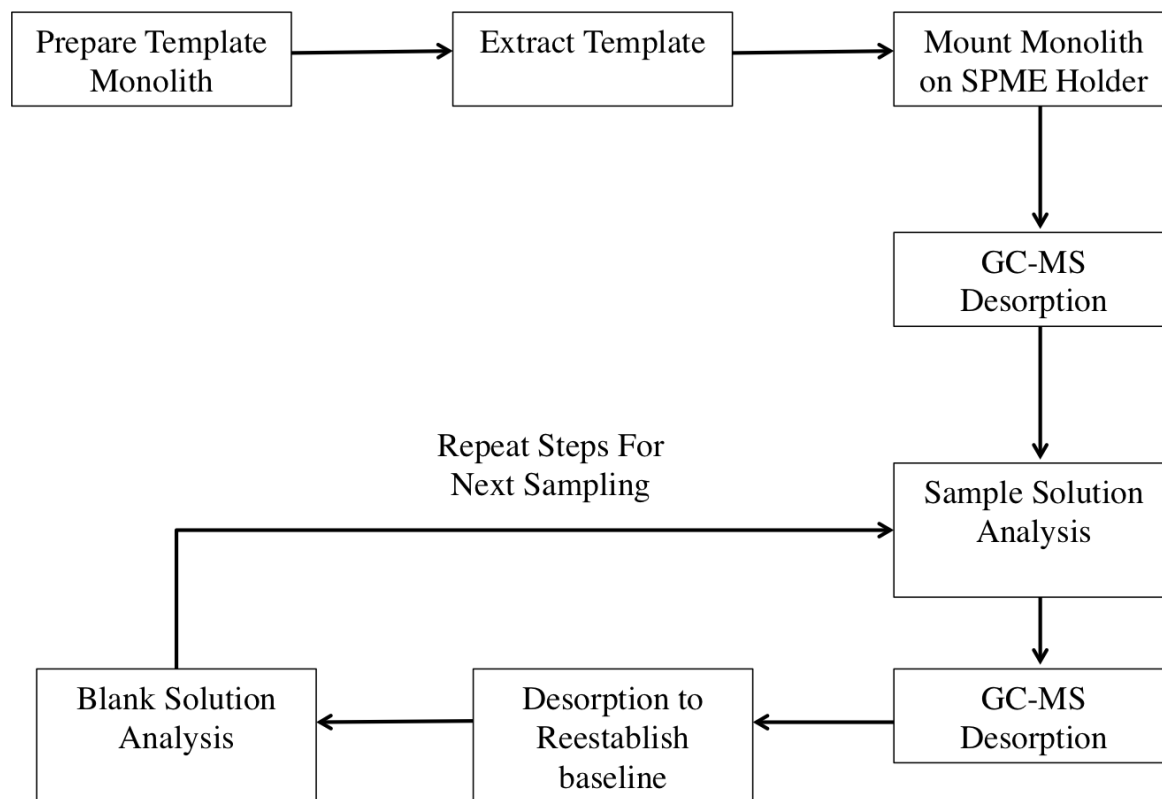 Prepare Template
Monolith
Extract Template
Mount Monolith
on SPME Holder
GC-MS
Desorption
Repeat Steps For
Next Sampling
Sample Solution
Analysis
Blank Solution
Analysis
Desorption to
Reestablish
baseline
GC-MS
Desorption